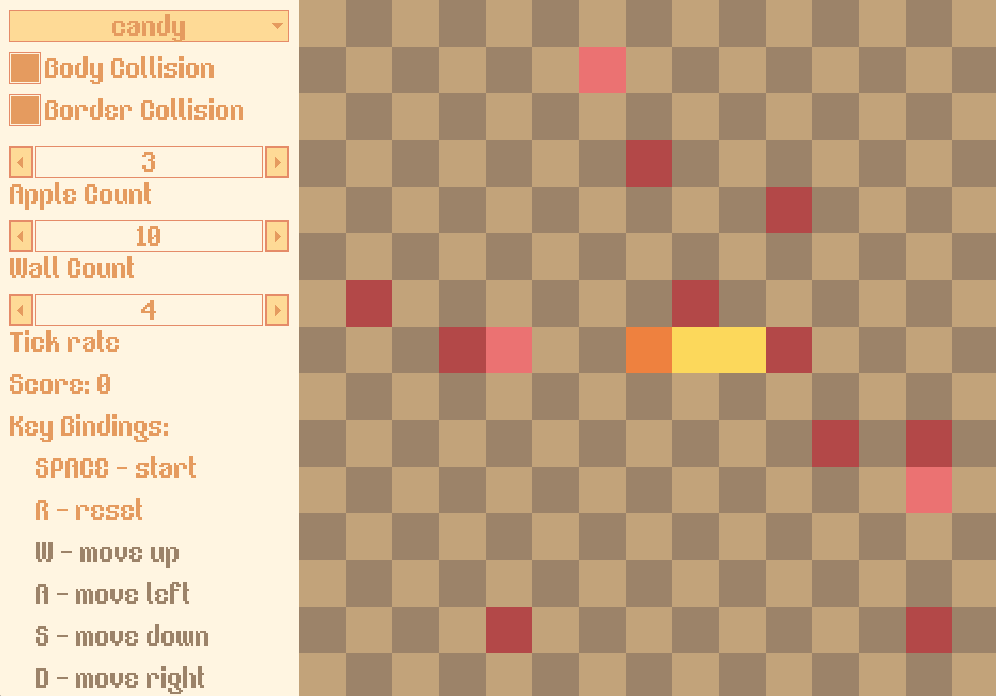 candy
Body Collision
Border Collision
3
Apple Count
10
Wall Count
4
Tick rate
Score: 0
Key Bindings:
SPACE - start
R - reset
W - move up
A - move left
S - move down
D - move right